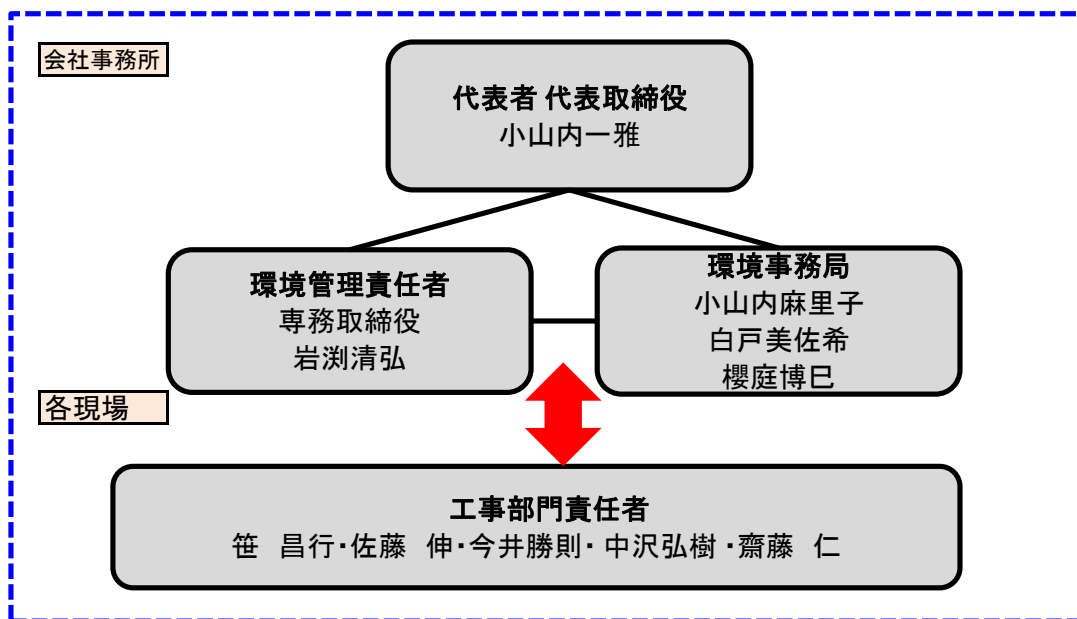 会社事務所
代表者 代表取締役
小山内一雅
環境管理責任者
専務取締役
岩渕清弘
環境事務局
小山内麻里子
白戸美佐希
櫻庭博巳
各現場
工事部門責任者
笹　昌行・佐藤　伸・今井勝則・中沢弘樹・齋藤　仁